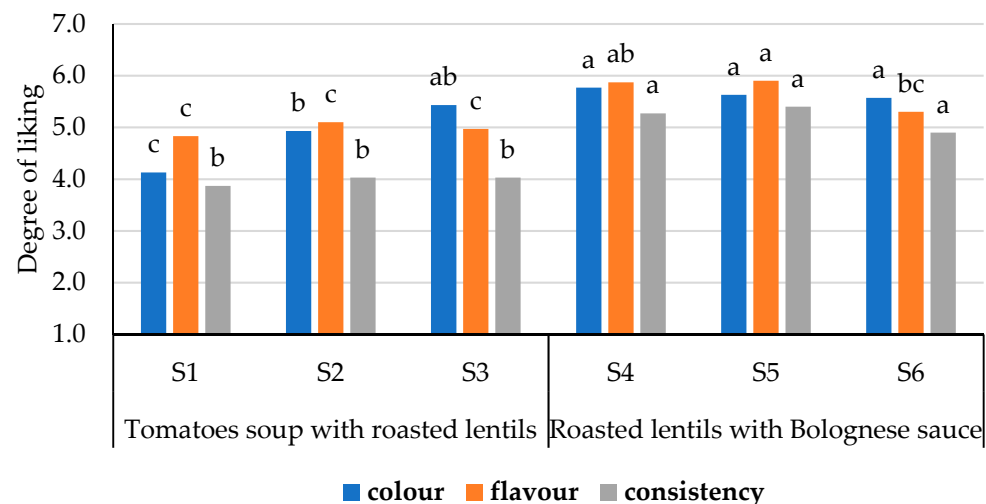 7.0
6.0
5.0
4.0
3.0
2.0
1.0
Degree of liking
c c b
b c b
ab c b
a ab a
a a a
a bc a
S1 S2 S3 S4 S5 S6
Tomatoes soup with roasted lentils Roasted lentils with Bolognese sauce
colour flavour consistency